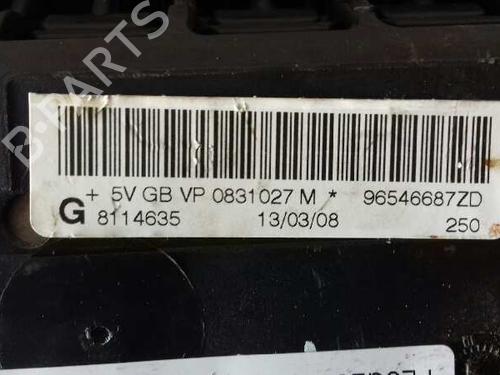 B-PARTS
+ 5V GB VP 0831027 M * 96546687ZD
G 8114635 13/03/08 250